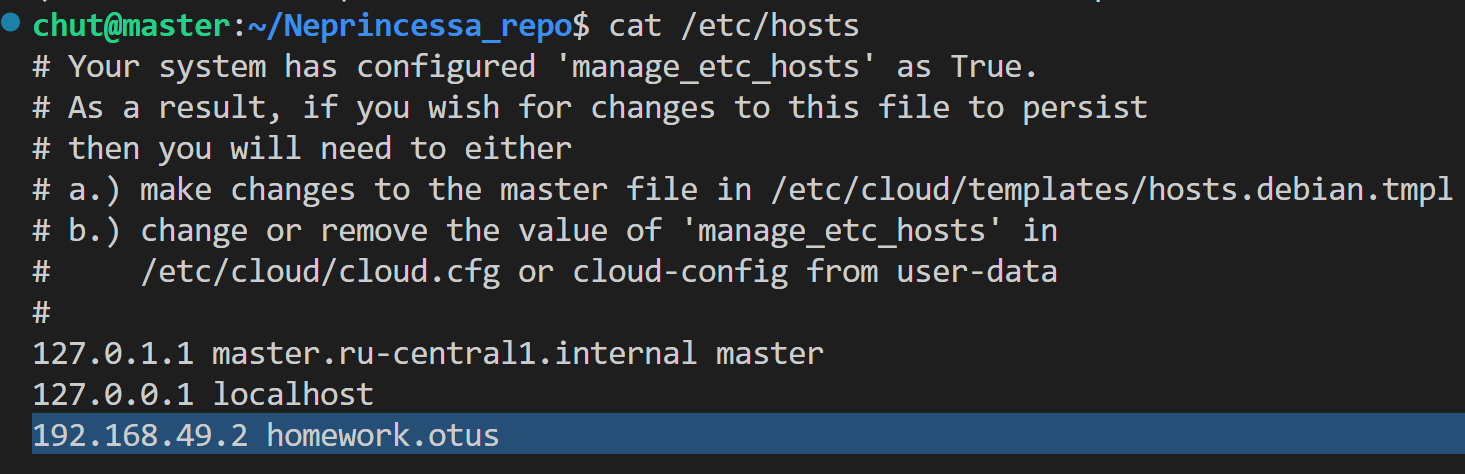 chut@master:~/Neprincessa_repo$ cat /etc/hosts
# Your system has configured 'manage_etc_hosts' as True.
# As a result, if you wish for changes to this file to persist
# then you will need to either
# a.) make changes to the master file in /etc/cloud/templates/hosts.debian.tmpl
# b.) change or remove the value of 'manage_etc_hosts' in
#     /etc/cloud/cloud.cfg or cloud-config from user-data
#
127.0.1.1 master.ru-central1.internal master
127.0.0.1 localhost
192.168.49.2 homework.otus